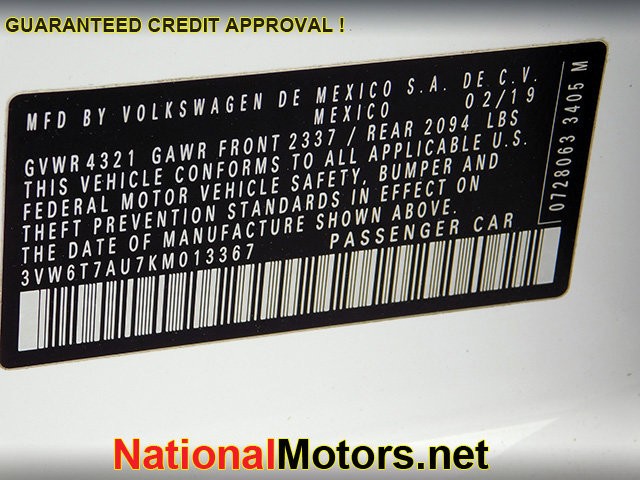 GUARANTEED CREDIT APPROVAL !
MFD BY VOLKSWAGEN DE MEXICO S.A. DE C.V.
MEXICO 02/19
GVWR 4321 GAWR FRONT 2337 / REAR 2094 LBS
THIS VEHICLE CONFORMS TO ALL APPLICABLE U.S.
FEDERAL MOTOR VEHICLE SAFETY, BUMPER AND
THEFT PREVENTION STANDARDS IN EFFECT ON
THE DATE OF MANUFACTURE SHOWN ABOVE.
3VW6T7AU7KM013367 PASSENGER CAR
0728063 3405 M
NationalMotors.net